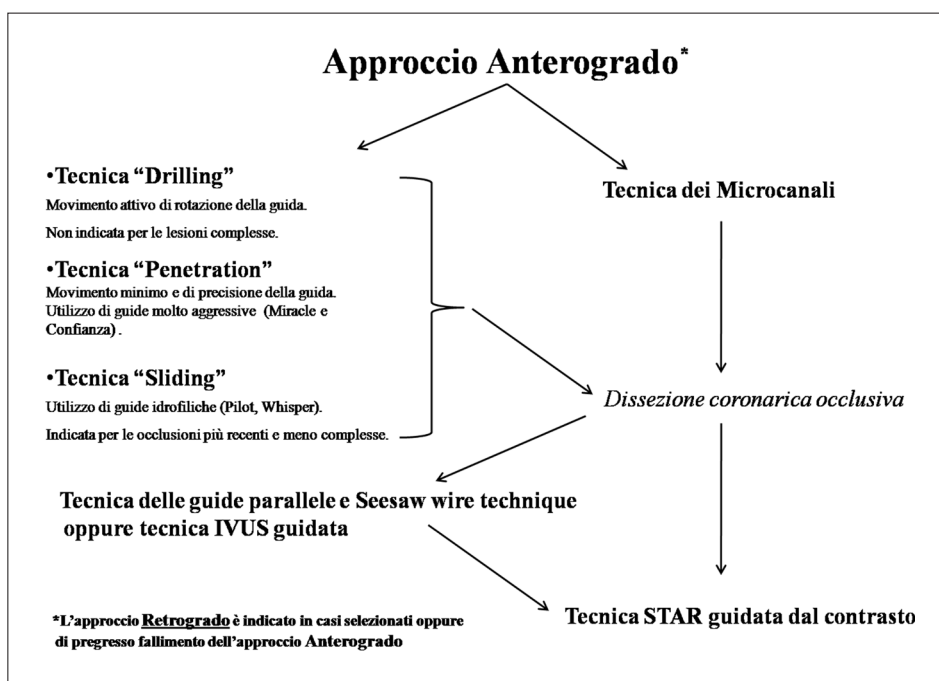 Approccio Anterogrado*
•Tecnica “Drilling”
Movimento attivo di rotazione della guida.
Non indicata per le lesioni complesse.
•Tecnica “Penetration”
Movimento minimo e di precisione della guida.
Utilizzo di guide molto aggressive (Miracle e
Confianza) .
•Tecnica “Sliding”
Utilizzo di guide idrofiliche (Pilot, Whisper).
Indicata per le occlusioni più recenti e meno complesse.
Tecnica dei Microcanali
Dissezione coronarica occlusiva
Tecnica delle guide parallele e Seesaw wire technique
oppure tecnica IVUS guidata
Tecnica STAR guidata dal contrasto
*L’approccio Retrogrado è indicato in casi selezionati oppure
di pregresso fallimento dell’approccio Anterogrado